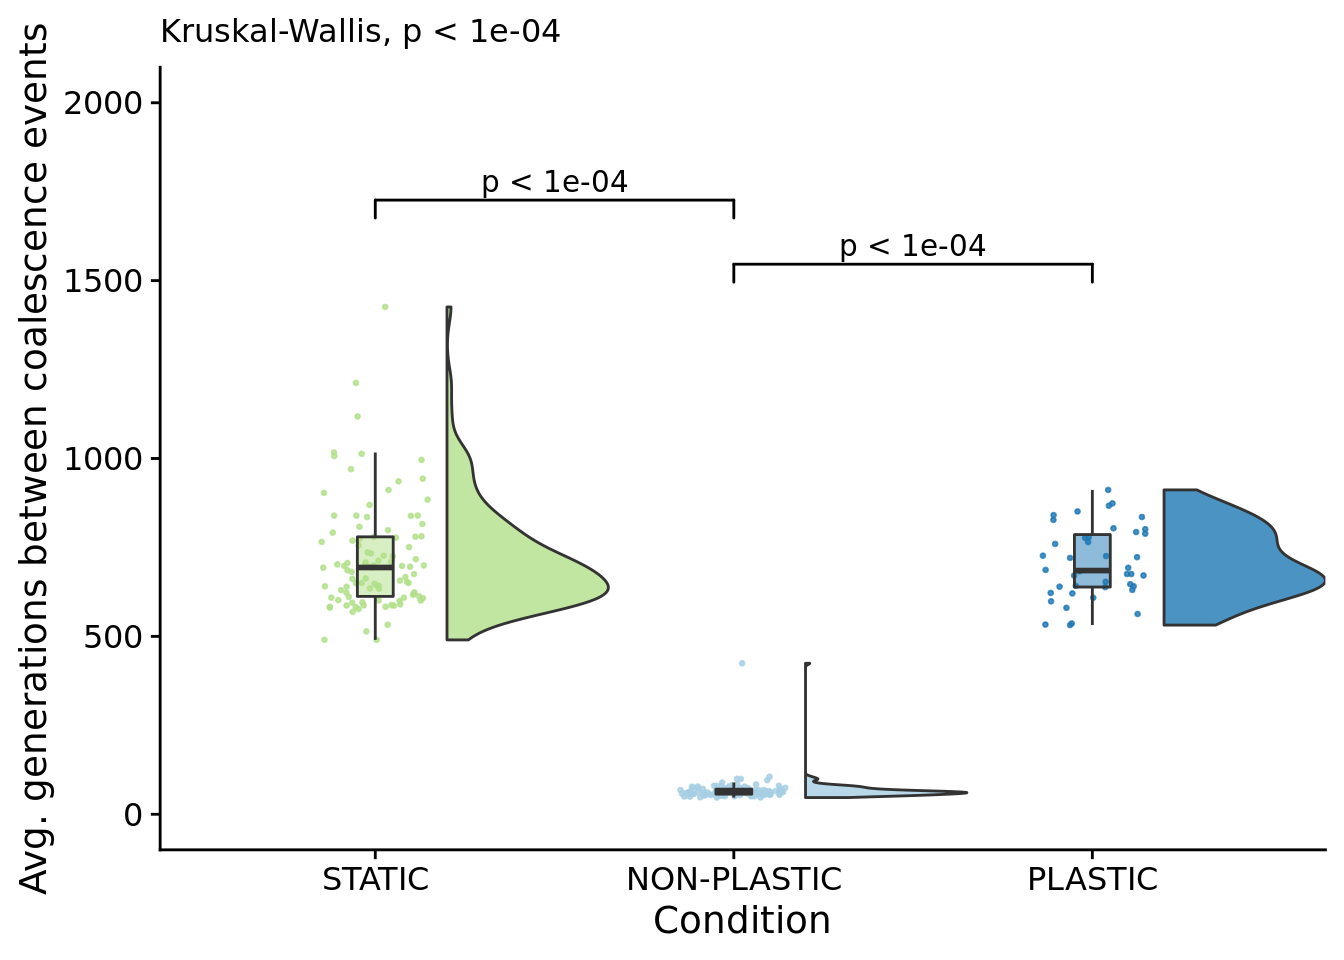 Kruskal-Wallis, p < 1e-04
Avg. generations between coalescence events
2000
1500
1000
500
0
p < 1e-04
p < 1e-04
STATIC
NON-PLASTIC
PLASTIC
Condition